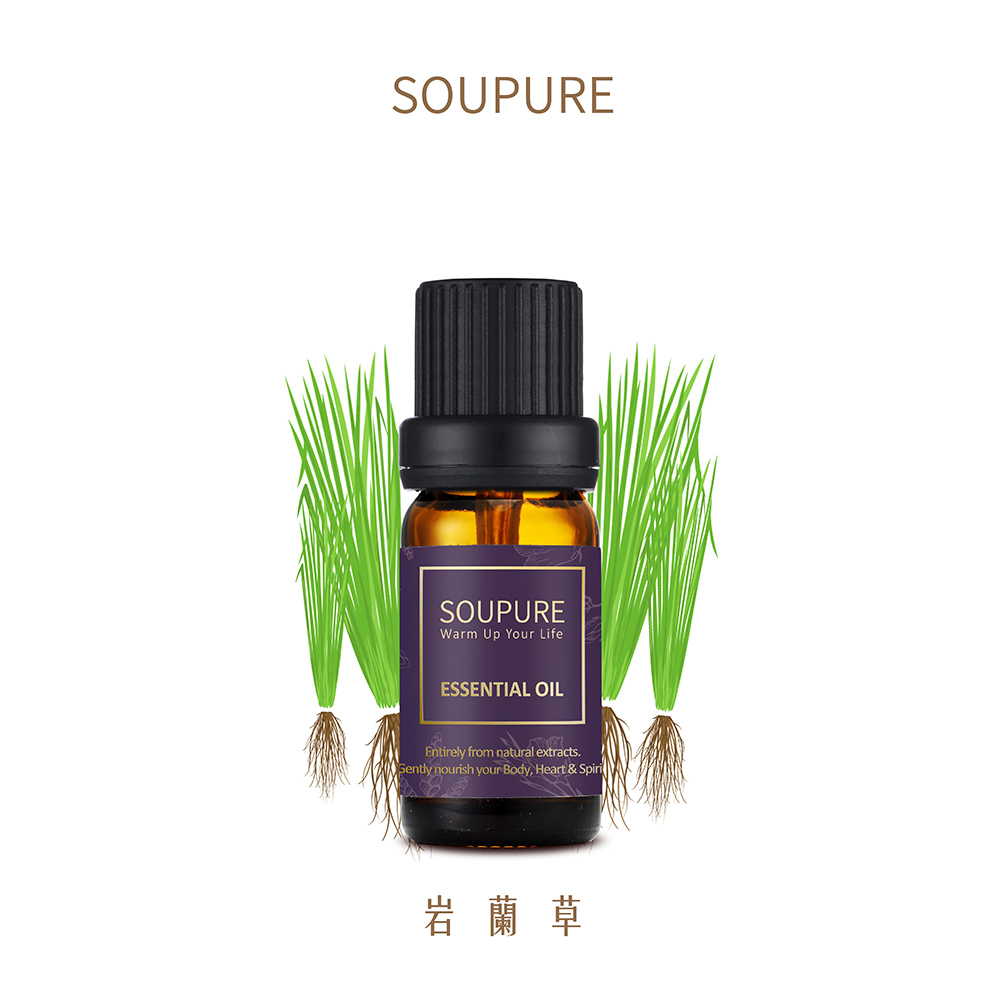 SOUPURE
SOUPURE
Warm Up Your Life
ESSENTIAL OIL
Entirely from natural extracts.
Gently nourish your Body, Heart & Spiri
岩蘭草